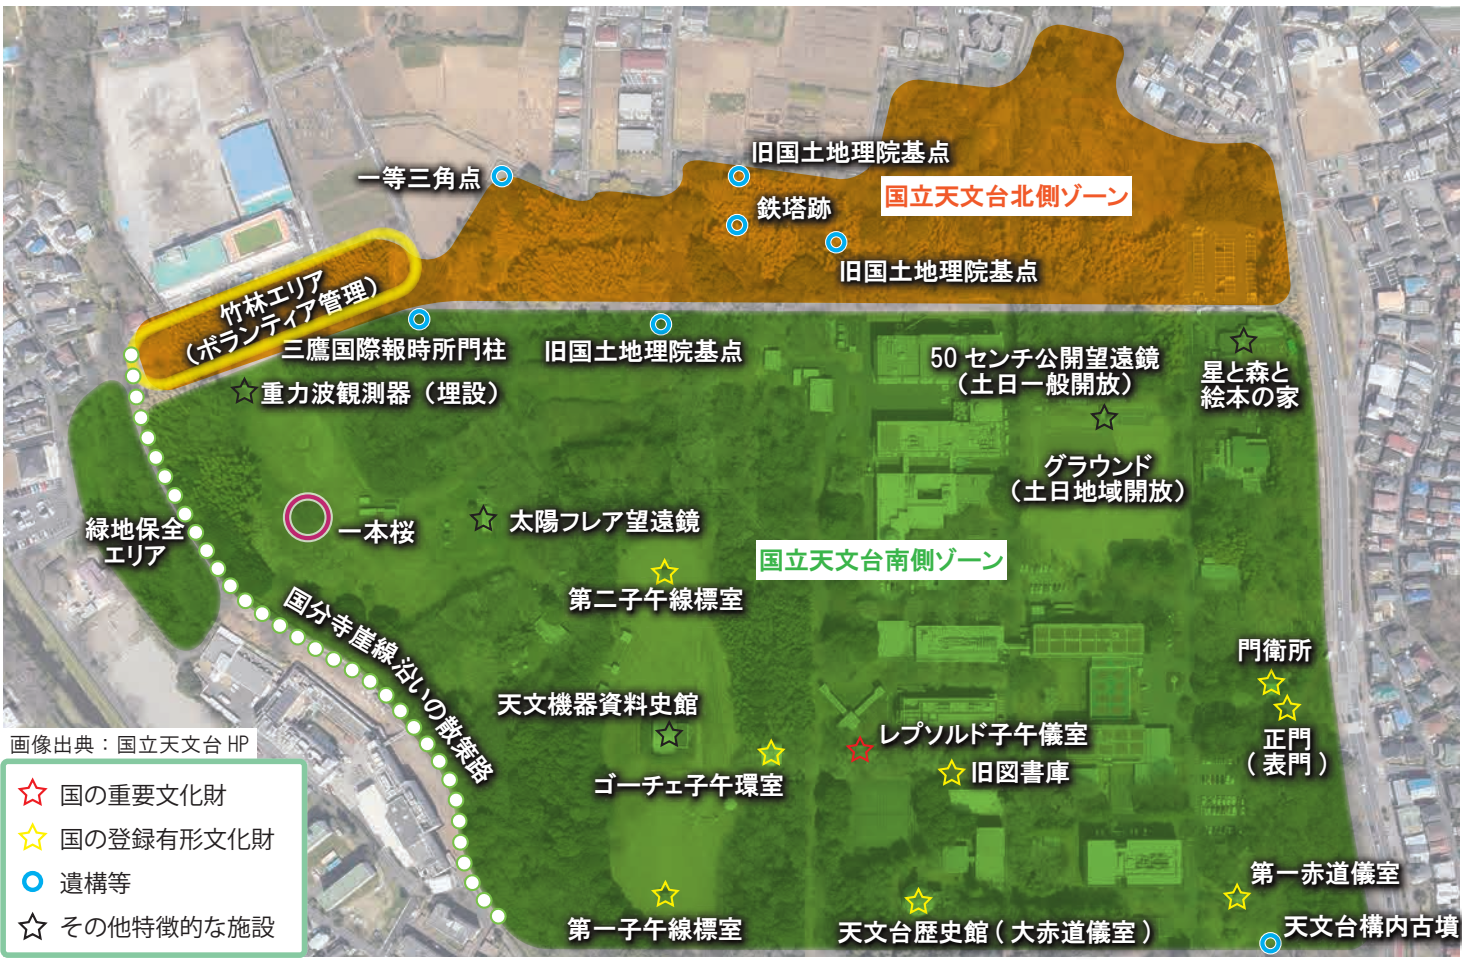 旧国土地理院基点
一等三角点
国立天文台北側ゾーン
鉄塔跡
旧国土地理院基点
竹林エリア
（ボランティア管理）
三鷹国際報時所門柱
旧国土地理院基点
50 センチ公開望遠鏡
（土日一般開放）
星と森と
絵本の家
重力波観測器（埋設）
グラウンド
（土日地域開放）
緑地保全
エリア
一本桜
太陽フレア望遠鏡
国立天文台南側ゾーン
第二子午線標室
国分寺崖線沿いの散策路
門衛所
天文機器資料史館
レプソルド子午儀室
正門
（表門）
ゴーチェ子午環室
旧図書庫
画像出典：国立天文台 HP
国の重要文化財
国の登録有形文化財
遺構等
その他特徴的な施設
第一赤道儀室
第一子午線標室
天文台歴史館（大赤道儀室）
天文台構内古墳